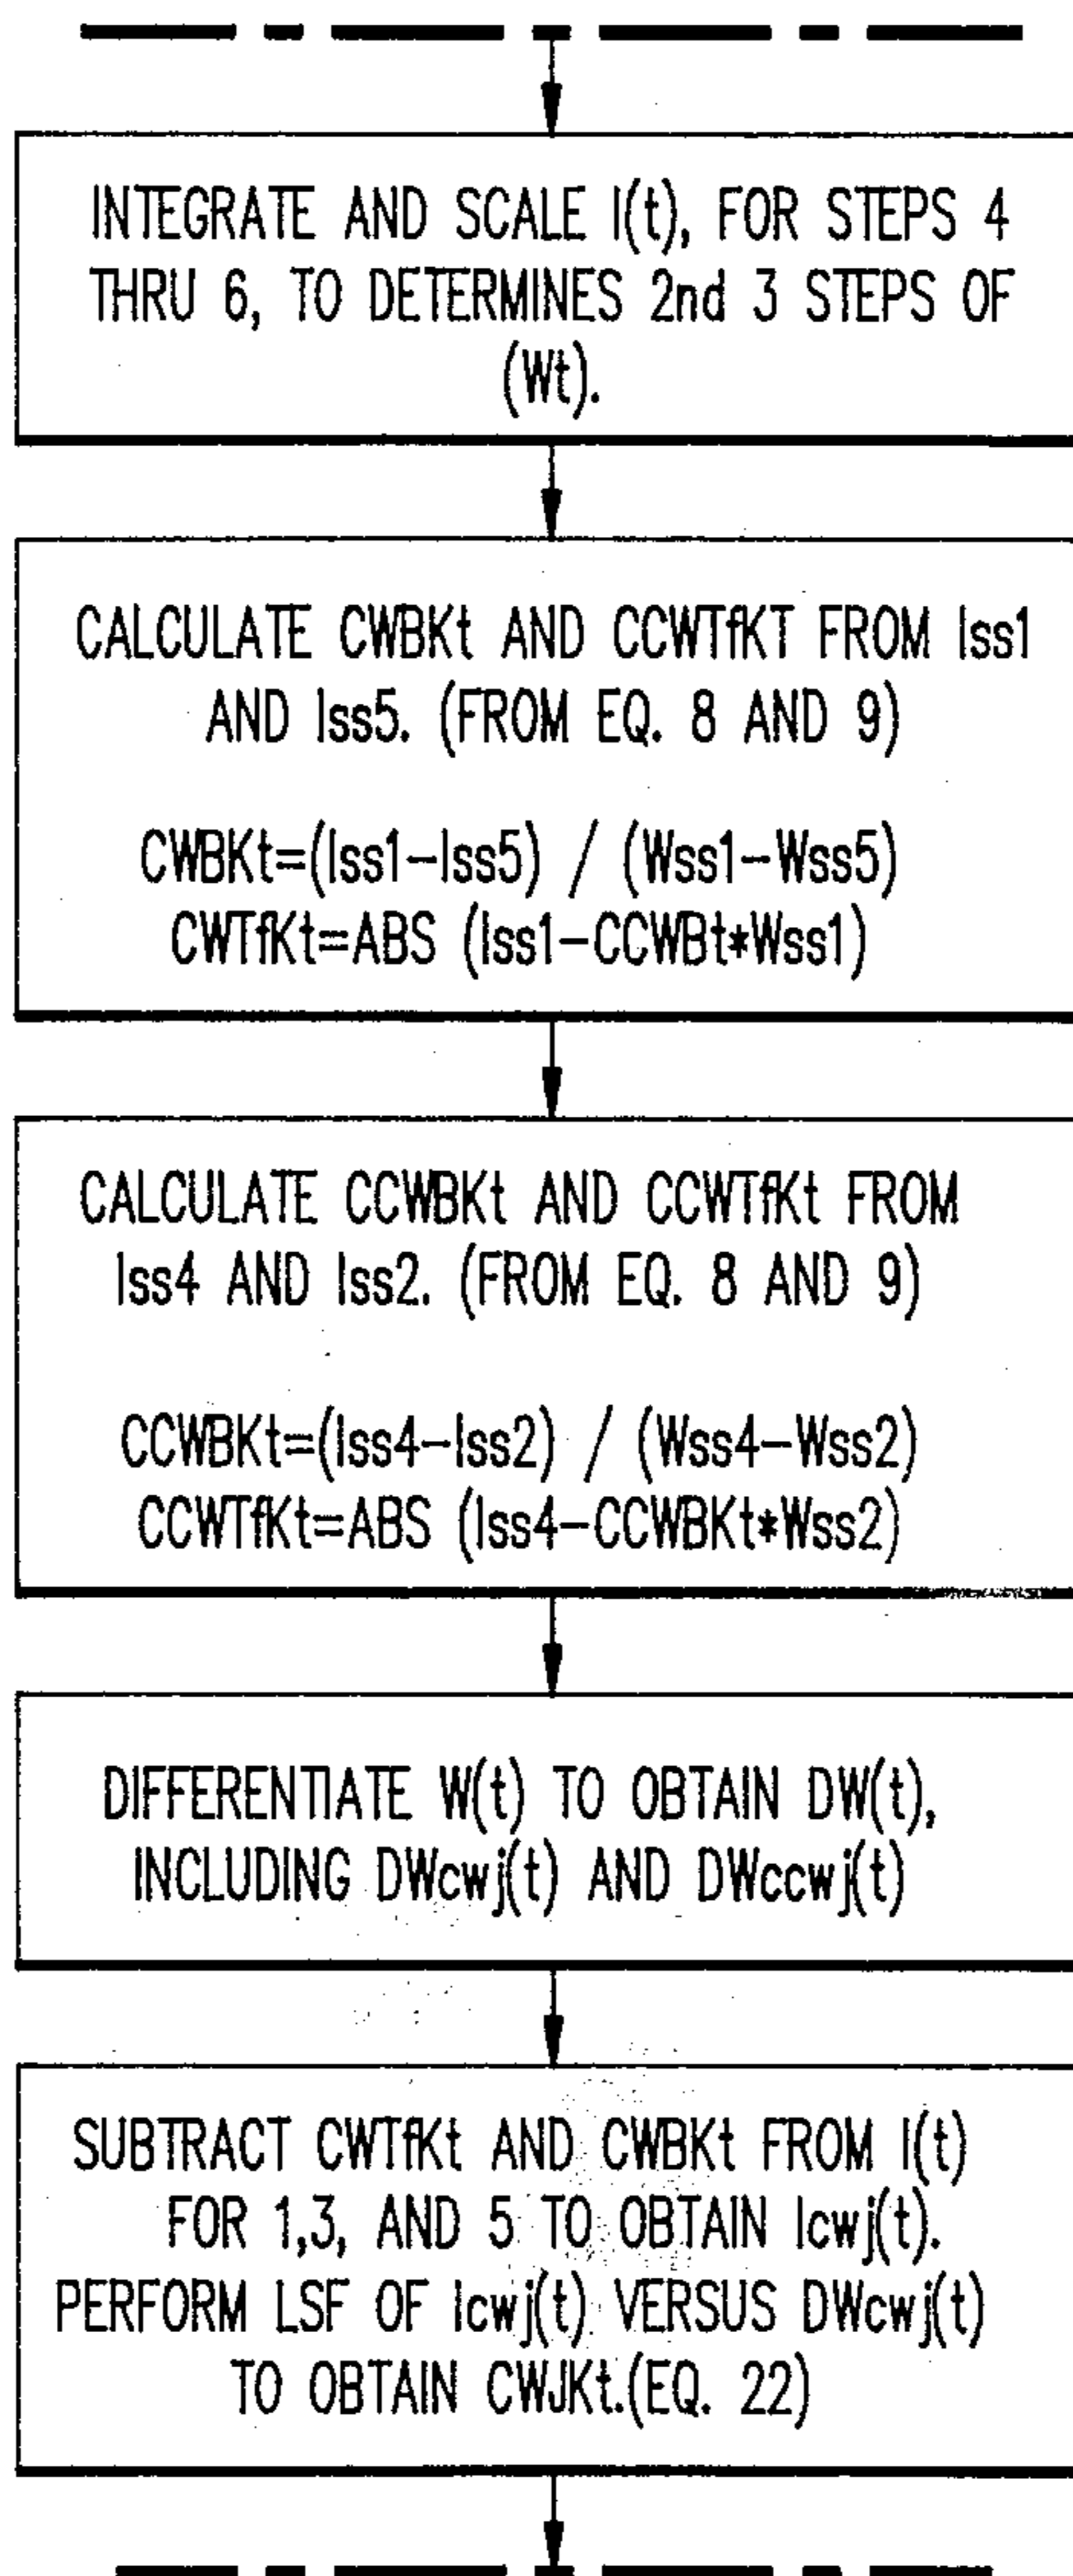 INTEGRATE AND SCALE I(t), FOR STEPS 4
THRU 6, TO DETERMINES 2nd 3 STEPS OF
(Wt).
CALCULATE CWBKt AND CCWTfKT FROM Iss1
AND Iss5. (FROM EQ. 8 AND 9)
CWBKt=(Iss1-Iss5) / (Wss1-Wss5)
CWTfKt=ABS (Iss1-CCWBt*Wss1)
CALCULATE CCWBKt AND CCWTfKt FROM
Iss4 AND Iss2. (FROM EQ. 8 AND 9)
CCWBKt=(Iss4-Iss2) / (Wss4-Wss2)
CCWTfKt=ABS (Iss4-CCWBKt*Wss2)
DIFFERENTIATE W(t) TO OBTAIN DW(t),
INCLUDING DWcwj(t) AND DWccwj(t)
SUBTRACT CWTfKt AND CWBKt FROM I(t)
FOR 1,3, AND 5 TO OBTAIN Icwj(t).
PERFORM LSF OF Icwj(t) VERSUS DWcwj(t)
TO OBTAIN CWJKt.(EQ. 22)